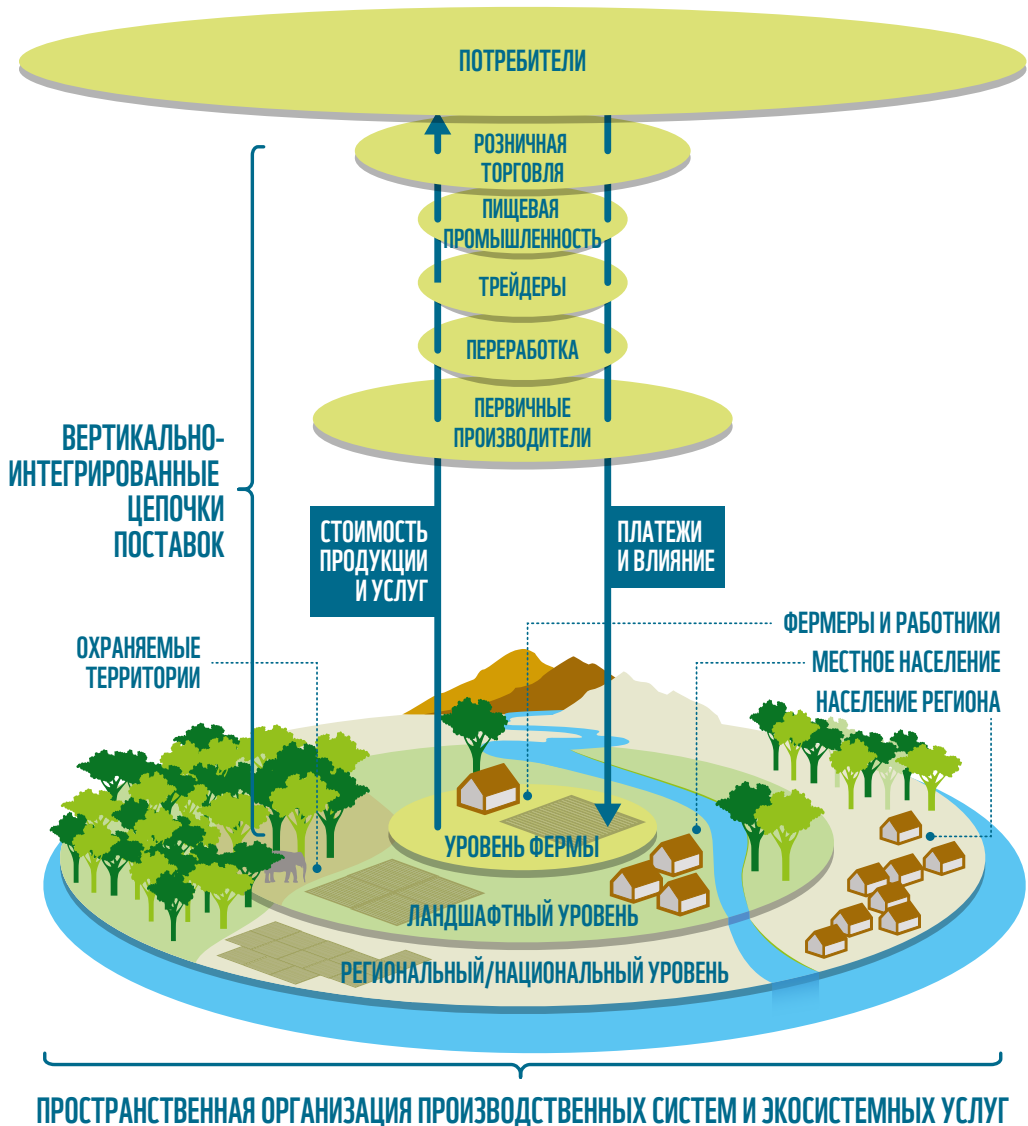 ПОТРЕБИТЕЛИ
РОЗНИЧНАЯ
ТОРГОВЛЯ
ПИЩЕВАЯ
ПРОМЫШЛЕННОСТЬ
ТРЕЙДЕРЫ
ПЕРЕРАБОТКА
ПЕРВИЧНЫЕ
ПРОИЗВОДИТЕЛИ
ВЕРТИКАЛЬНО-
ИНТЕГРИРОВАННЫЕ
ЦЕПОЧКИ
ПОСТАВОК
СТОИМОСТЬ
ПРОДУКЦИИ
И УСЛУГ
ПЛАТЕЖИ
И ВЛИЯНИЕ
ОХРАНЯЕМЫЕ
ТЕРРИТОРИИ
ФЕРМЕРЫ И РАБОТНИКИ
МЕСТНОЕ НАСЕЛЕНИЕ
НАСЕЛЕНИЕ РЕГИОНА
УРОВЕНЬ ФЕРМЫ
ЛАНДШАФТНЫЙ УРОВЕНЬ
РЕГИОНАЛЬНЫЙ/НАЦИОНАЛЬНЫЙ УРОВЕНЬ
ПРОСТРАНСТВЕННАЯ ОРГАНИЗАЦИЯ ПРОИЗВОДСТВЕННЫХ СИСТЕМ И ЭКОСИСТЕМНЫХ УСЛУГ